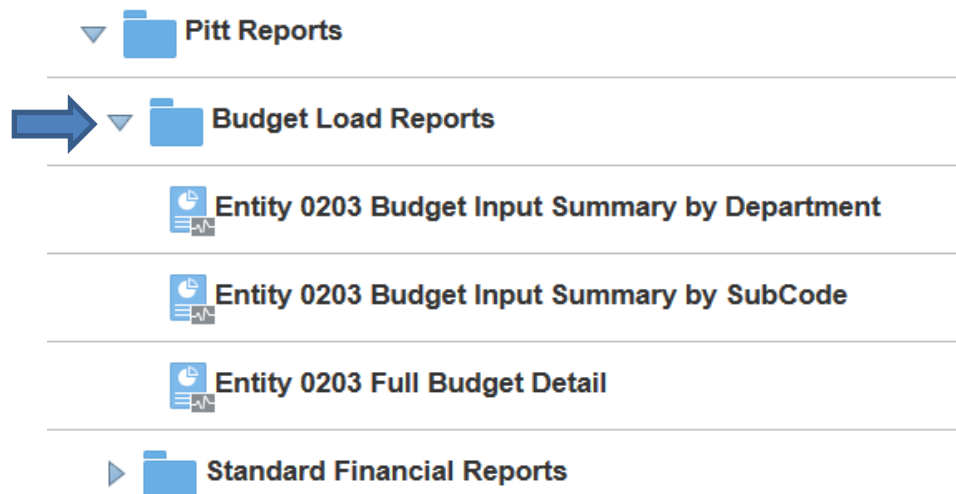 Pitt Reports
Budget Load Reports
Entity 0203 Budget Input Summary by Department
Entity 0203 Budget Input Summary by SubCode
Entity 0203 Full Budget Detail
Standard Financial Reports